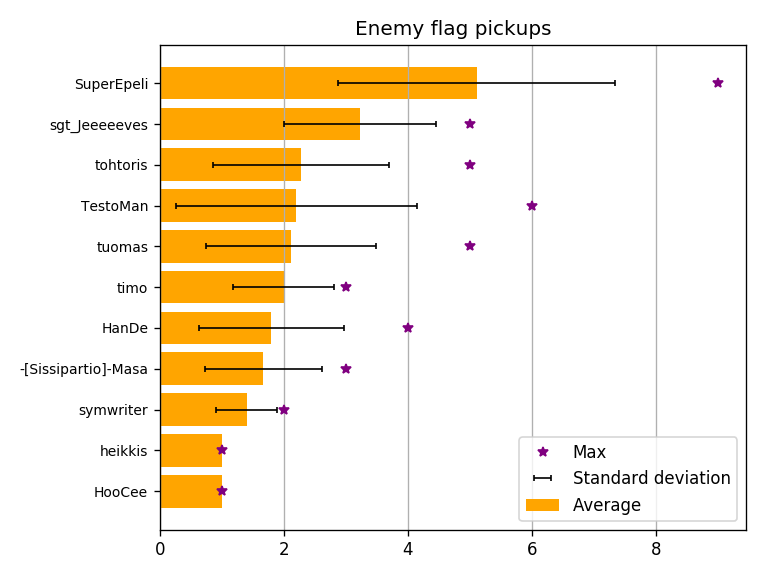 Enemy flag pickups
SuperEpeli
sgt_Jeeeeeves
tohtoris
TestoMan
tuomas
timo
HanDe
-[Sissipartio]-Masa
symwriter
heikkis
HooCee
Max
Standard deviation
Average
0 2 4 6 8